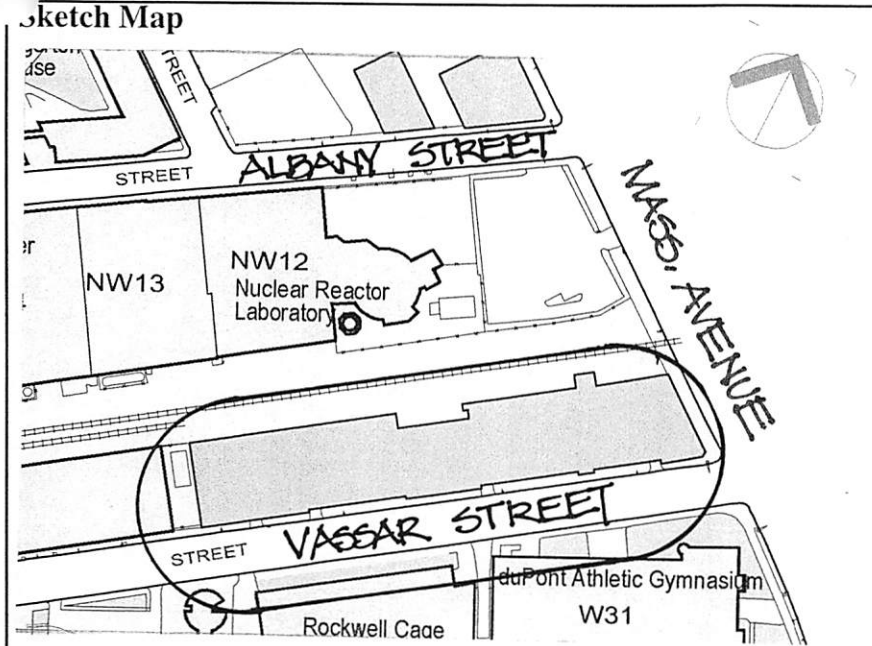 Sketch Map
STREET
ALBANY STREET
STREET
MASS. AVENUE
NW13
NW12
Nuclear Reactor
Laboratory
VASSAR STREET
STREET
duPont Athletic Gymnasium
W31
Rockwell Cage